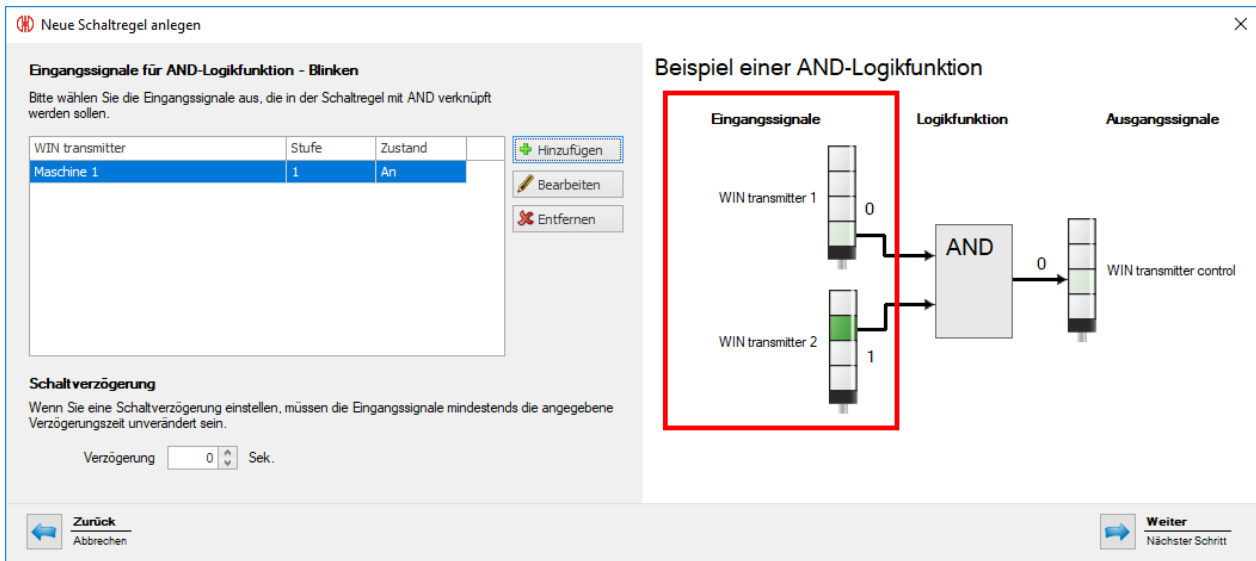 Neue Schaltregel anlegen
Eingangssignale für AND-Logikfunktion - Blinken
Bitte wählen Sie die Eingangssignale aus, die in der Schaltregel mit AND verknüpft
werden sollen.
WIN transmitter Stufe Zustand
Maschine 1 1 An
Hinzufügen
Bearbeiten
Entfernen
Schaltverzögerung
Wenn Sie eine Schaltverzögerung einstellen, müssen die Eingangssignale mindestends die angegebene
Verzögerungszeit unverändert sein.
Verzögerung 0 Sek.
Beispiel einer AND-Logikfunktion
Eingangssignale Logikfunktion Ausgangssignale
WIN transmitter 1
0
AND
0
WIN transmitter control
WIN transmitter 2
1
Zurück
Abbrechen
Weiter
Nächster Schritt